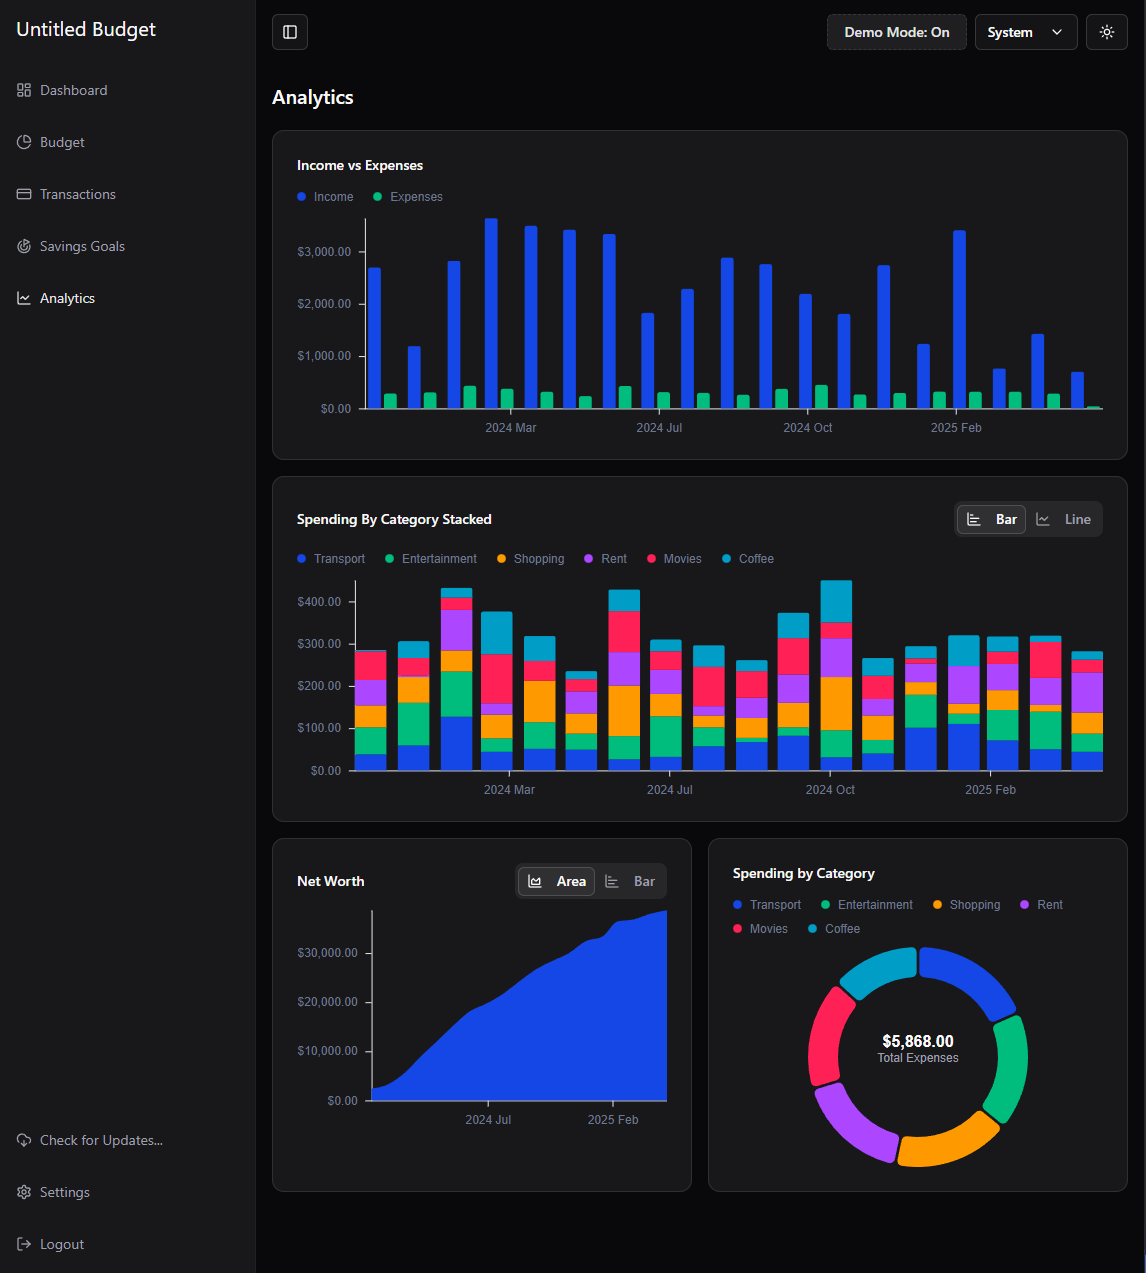 Untitled Budget
Dashboard
Budget
Transactions
Savings Goals
Analytics
Check for Updates...
Settings
Logout
Demo Mode: On
System
Analytics
Income vs Expenses
Income
Expenses
$3,000.00
$2,000.00
$1,000.00
$0.00
2024 Mar
2024 Jul
2024 Oct
2025 Feb
Spending By Category Stacked
Bar
Line
Transport
Entertainment
Shopping
Rent
Movies
Coffee
$400.00
$300.00
$200.00
$100.00
$0.00
2024 Mar
2024 Jul
2024 Oct
2025 Feb
Net Worth
Area
Bar
$30,000.00
$20,000.00
$10,000.00
$0.00
2024 Jul
2025 Feb
Spending by Category
Transport
Entertainment
Shopping
Rent
Movies
Coffee
$5,868.00
Total Expenses